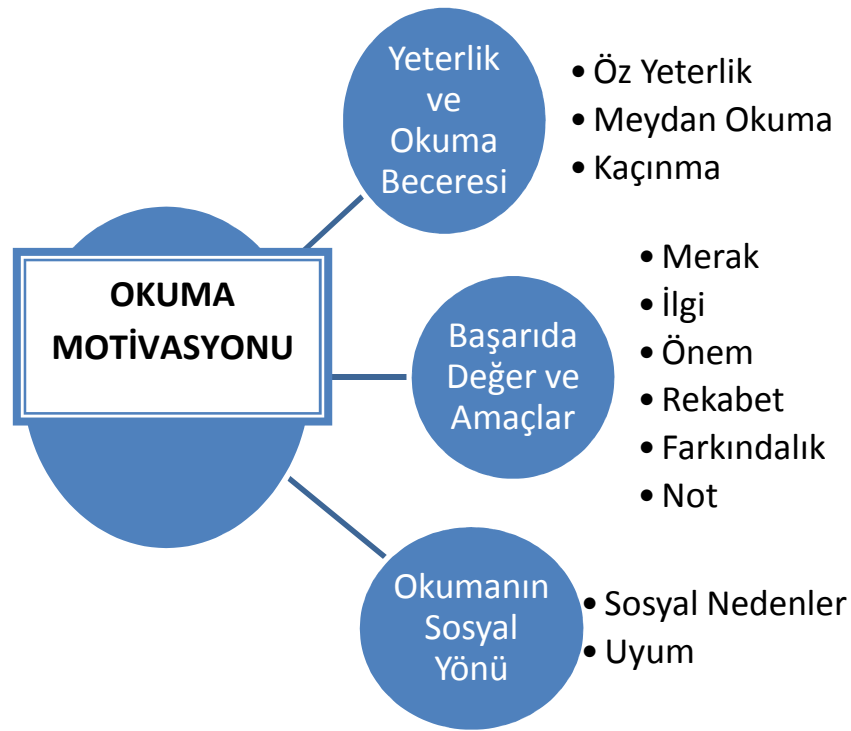 Yeterlik
ve
Okuma
Beceresi
• Öz Yeterlik
• Meydan Okuma
• Kaçınma
OKUMA
MOTİVASYONU
Başarıda
Değer ve
Amaçlar
• Merak
• İlgi
• Önem
• Rekabet
• Farkındalık
• Not
Okumanın
Sosyal
Yönü
• Sosyal Nedenler
• Uyum